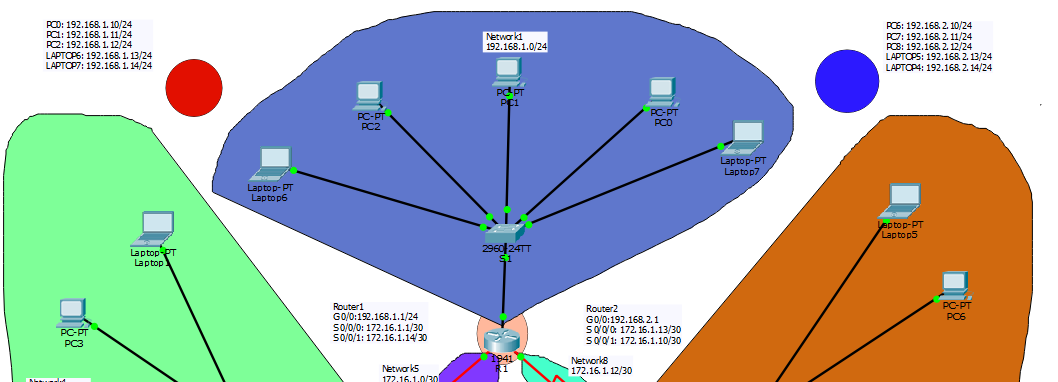 PC0: 192.168.1.10/24
PC1: 192.168.1.11/24
PC2: 192.168.1.12/24
LAPTOP6: 192.168.1.13/24
LAPTOP7: 192.168.1.14/24
PC6: 192.168.2.10/24
PC7: 192.168.2.11/24
PC8: 192.168.2.12/24
LAPTOP5: 192.168.2.13/24
LAPTOP4: 192.168.2.14/24
Network1
192.168.1.0/24
PC-PT
PC1
PC-PT
PC2
PC-PT
PC0
Laptop-PT
Laptop6
Laptop-PT
Laptop7
Laptop-PT
Laptop5
Laptop-PT
2960-24TT
S1
PC-PT
PC3
PC-PT
PC6
Router1
G0/0:192.168.1.1/24
S0/0/0: 172.16.1.1/30
S0/0/1: 172.16.1.14/30
Router2
G0/0:192.168.2.1
S0/0/0: 172.16.1.13/30
S0/0/1: 172.16.1.10/30
1941
R1
Network5
172.16.1.0/30
Network8
172.16.1.12/30